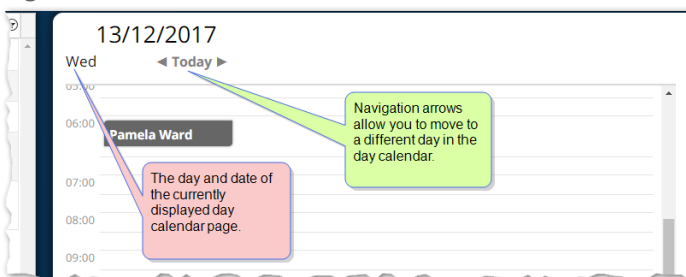 13/12/2017
Wed
◄ Today ►
05:00
06:00
Pamela Ward
Navigation arrows
allow you to move to
a different day in the
day calendar.
07:00
The day and date of
the currently
displayed day
calendar page.
08:00
09:00